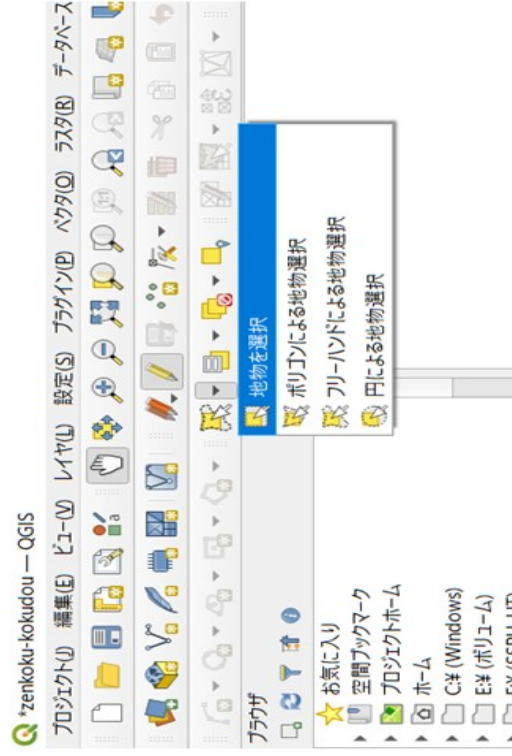 *zenkoku-kokudou — QGIS
プロジェクト(J) 編集(E) ビュー(V) レイヤ(L) 設定(S) プラグイン(P) ベクタ(O) ラスタ(R) データベース
地物を選択
ポリゴンによる地物選択
フリーハンドによる地物選択
円による地物選択
ブラウザ
お気に入り
空間ブックマーク
プロジェクトホーム
ホーム
C:¥ (Windows)
E:¥ (ボリューム)